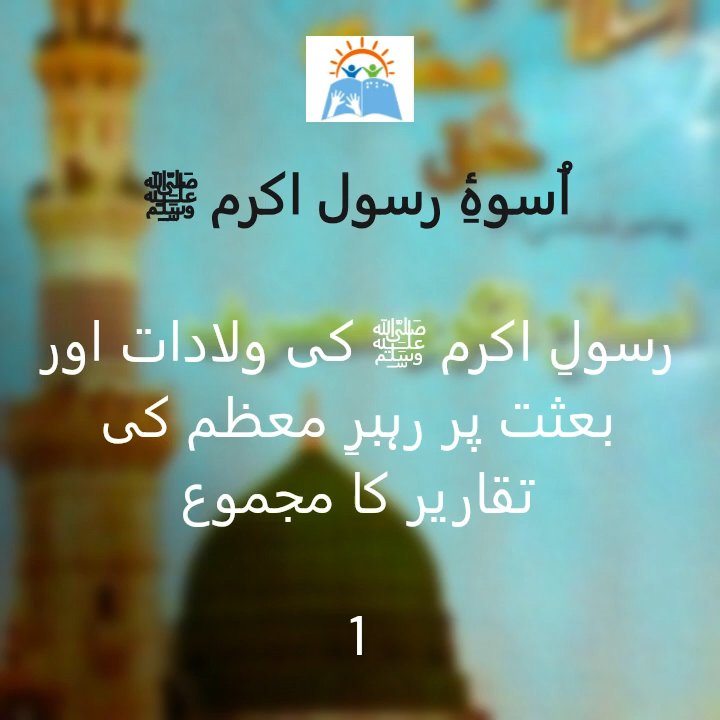 اُسوۂِ رسول اکرم ﷺ
رسولِ اکرم ﷺ کی ولادات اور
بعثت پر رہبرِ معظم کی
تقاریر کا مجموع
1